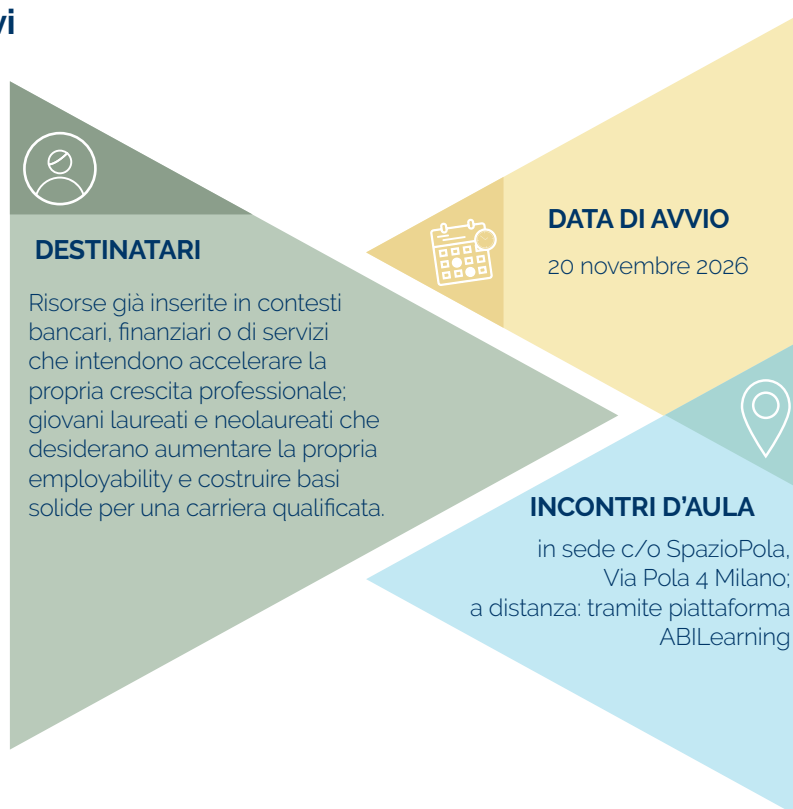 vi
DESTINATARI
Risorse già inserite in contesti
bancari, finanziari o di servizi
che intendono accelerare la
propria crescita professionale;
giovani laureati e neolaureati che
desiderano aumentare la propria
employability e costruire basi
solide per una carriera qualificata.
DATA DI AVVIO
20 novembre 2026
INCONTRI D’AULA
in sede c/o SpazioPola,
Via Pola 4 Milano;
a distanza: tramite piattaforma
ABILearning